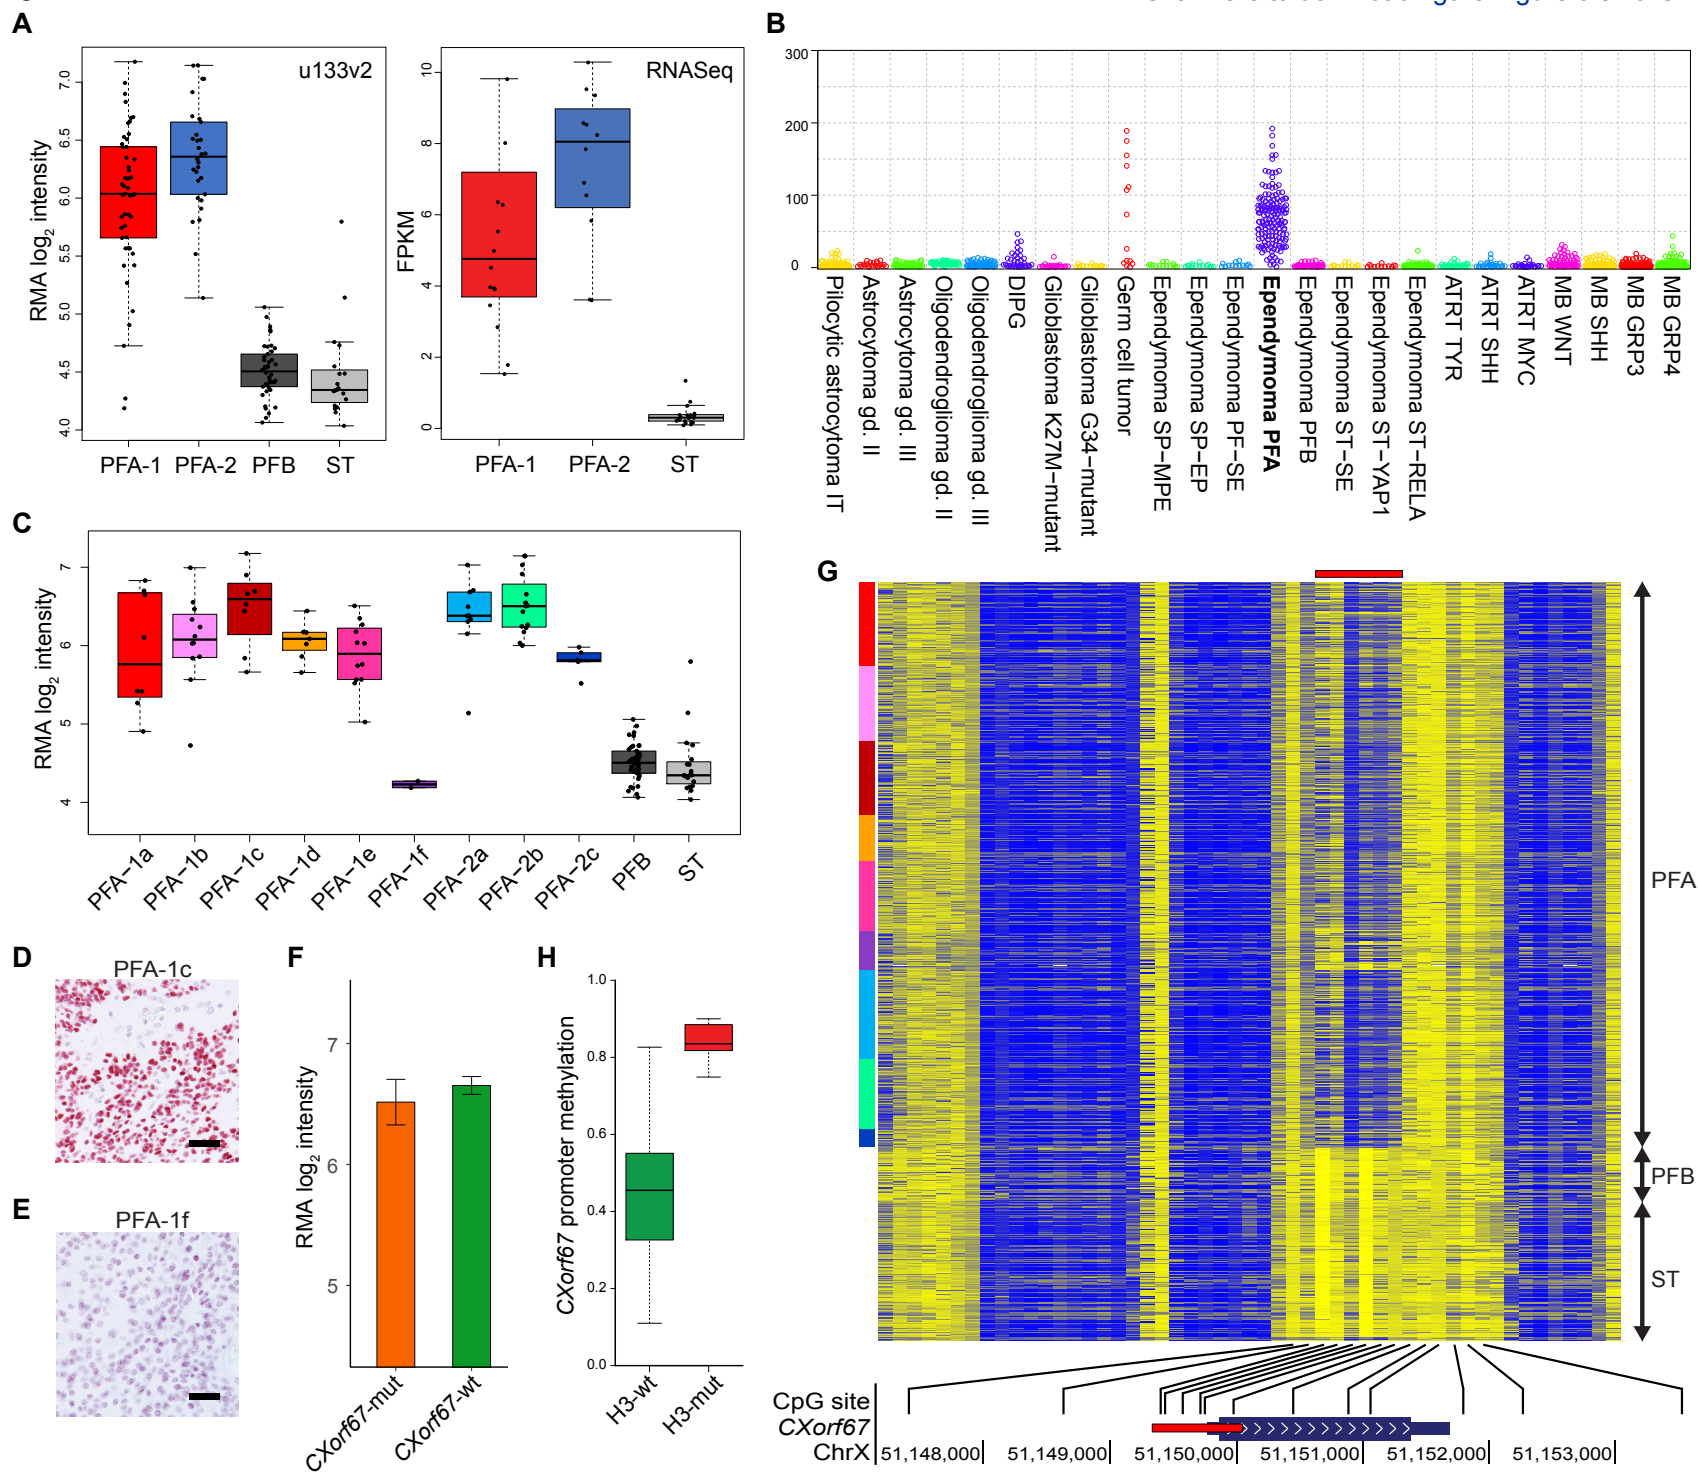 A
u133v2
RMA log2 intensity
7.0
6.5
6.0
5.5
5.0
4.5
4.0
PFA-1
PFA-2
PFB
ST
RNASeq
FPKM
10
8
6
4
2
0
PFA-1
PFA-2
ST
B
300
200
100
0
Pilocytic astrocytoma IT
Astrocytoma gd. II
Astrocytoma gd. III
Oligodendroglioma gd. II
Oligodendroglioma gd. III
DIPG
Glioblastoma K27M−mutant
Glioblastoma G34−mutant
Germ cell tumor
Ependymoma SP−MPE
Ependymoma SP−EP
Ependymoma PF−SE
Ependymoma PFA
Ependymoma PFB
Ependymoma ST−SE
Ependymoma ST−YAP1
Ependymoma ST−RELA
ATRT TYR
ATRT SHH
ATRT MYC
MB WNT
MB SHH
MB GRP3
MB GRP4
C
RMA log2 intensity
7
6
5
4
PFA−1a
PFA−1b
PFA−1c
PFA−1d
PFA−1e
PFA−1f
PFA−2a
PFA−2b
PFA−2c
PFB
ST
D
PFA-1c
E
PFA-1f
F
RMA log2 intensity
7
6
5
CXorf67-mut
CXorf67-wt
H
CXorf67 promoter methylation
1.0
0.8
0.6
0.4
0.2
0.0
H3-wt
H3-mut
G
PFA
PFB
ST
CpG site
CXorf67
ChrX
51,148,000
51,149,000
51,150,000
51,151,000
51,152,000
51,153,000